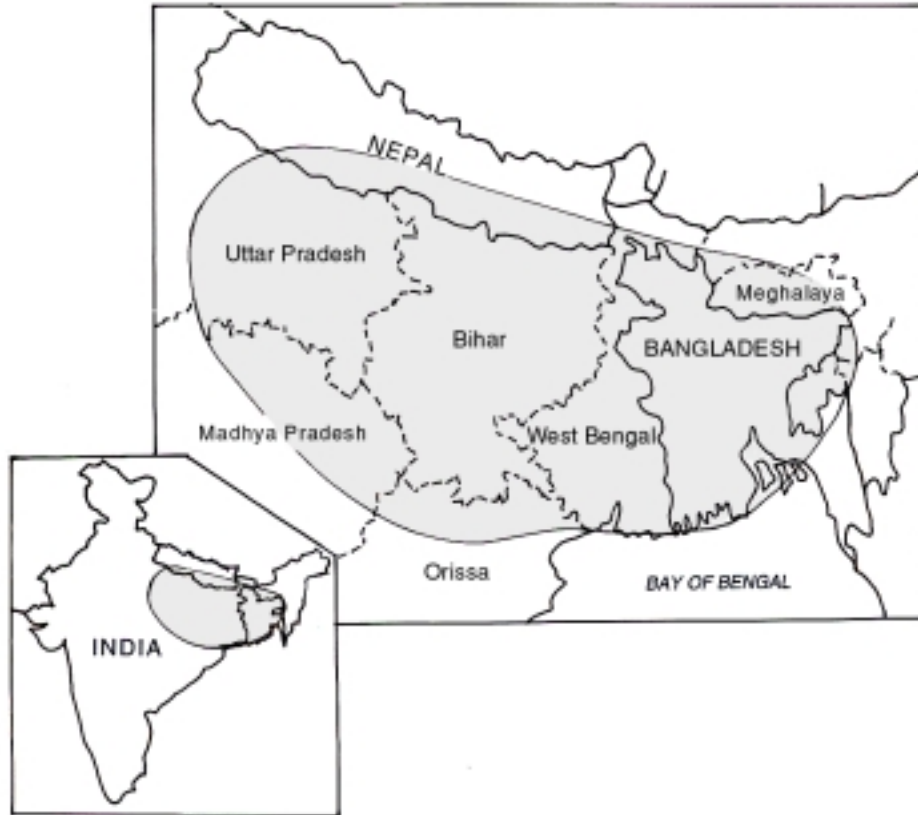 NEPAL
Uttar Pradesh
Meghalaya
Bihar
BANGLADESH
Madhya Pradesh
West Bengal
Orissa
BAY OF BENGAL
INDIA